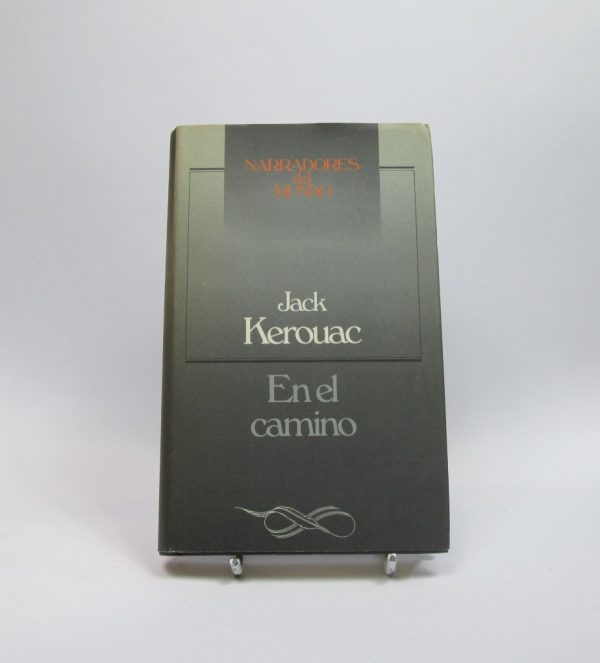 NARRADORES
del
MUNDO
Jack
Kerouac
En el
camino